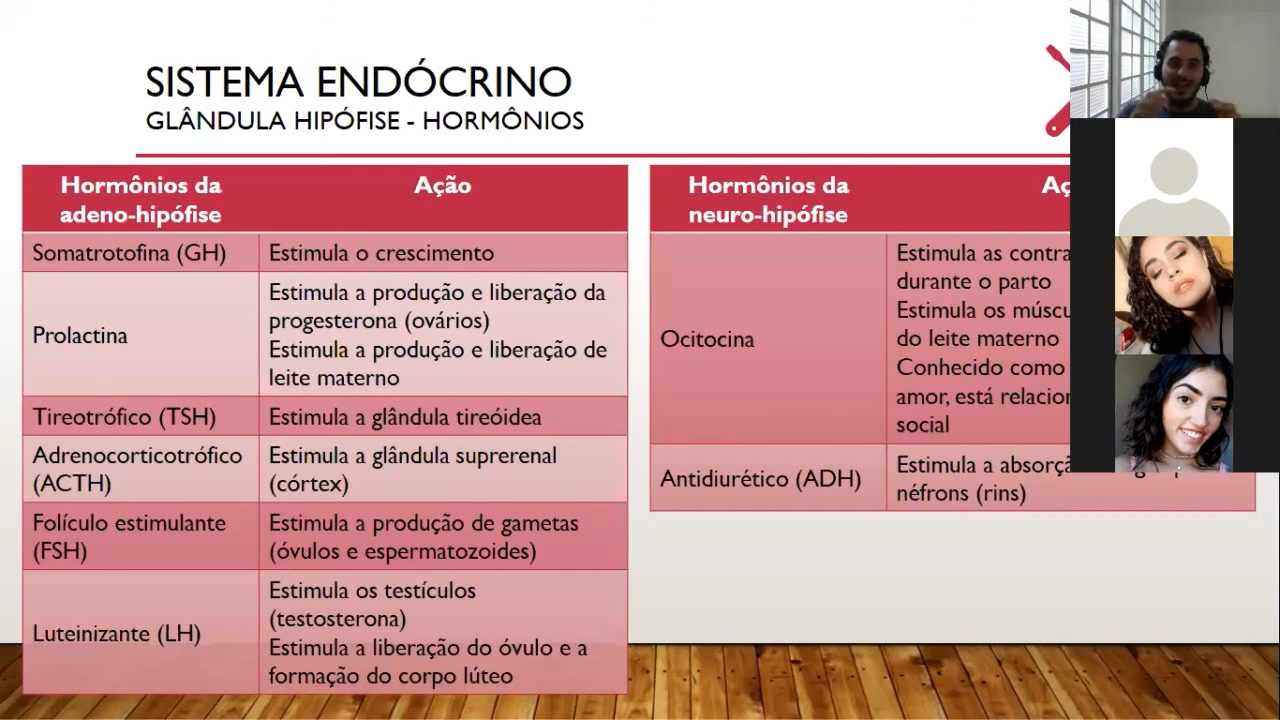 SISTEMA ENDÓCRINO
GLÂNDULA HIPÓFISE - HORMÔNIOS
Hormônios da
adeno-hipófise
Ação
Somatrotofina (GH)
Estimula o crescimento
Prolactina
Estimula a produção e liberação da
progesterona (ovários)
Estimula a produção e liberação de
leite materno
Tireotrófico (TSH)
Estimula a glândula tireóidea
Adrenocorticotrófico
(ACTH)
Estimula a glândula suprerenal
(córtex)
Folículo estimulante
(FSH)
Estimula a produção de gametas
(óvulos e espermatozoides)
Luteinizante (LH)
Estimula os testículos
(testosterona)
Estimula a liberação do óvulo e a
formação do corpo lúteo
Hormônios da
neuro-hipófise
Ocitocina
Estimula as
durante o parto
Estimula os
do leite materno
Conhecido como
amor, está
social
Antidiurético (ADH)
Estimula a
néfrons (rins)